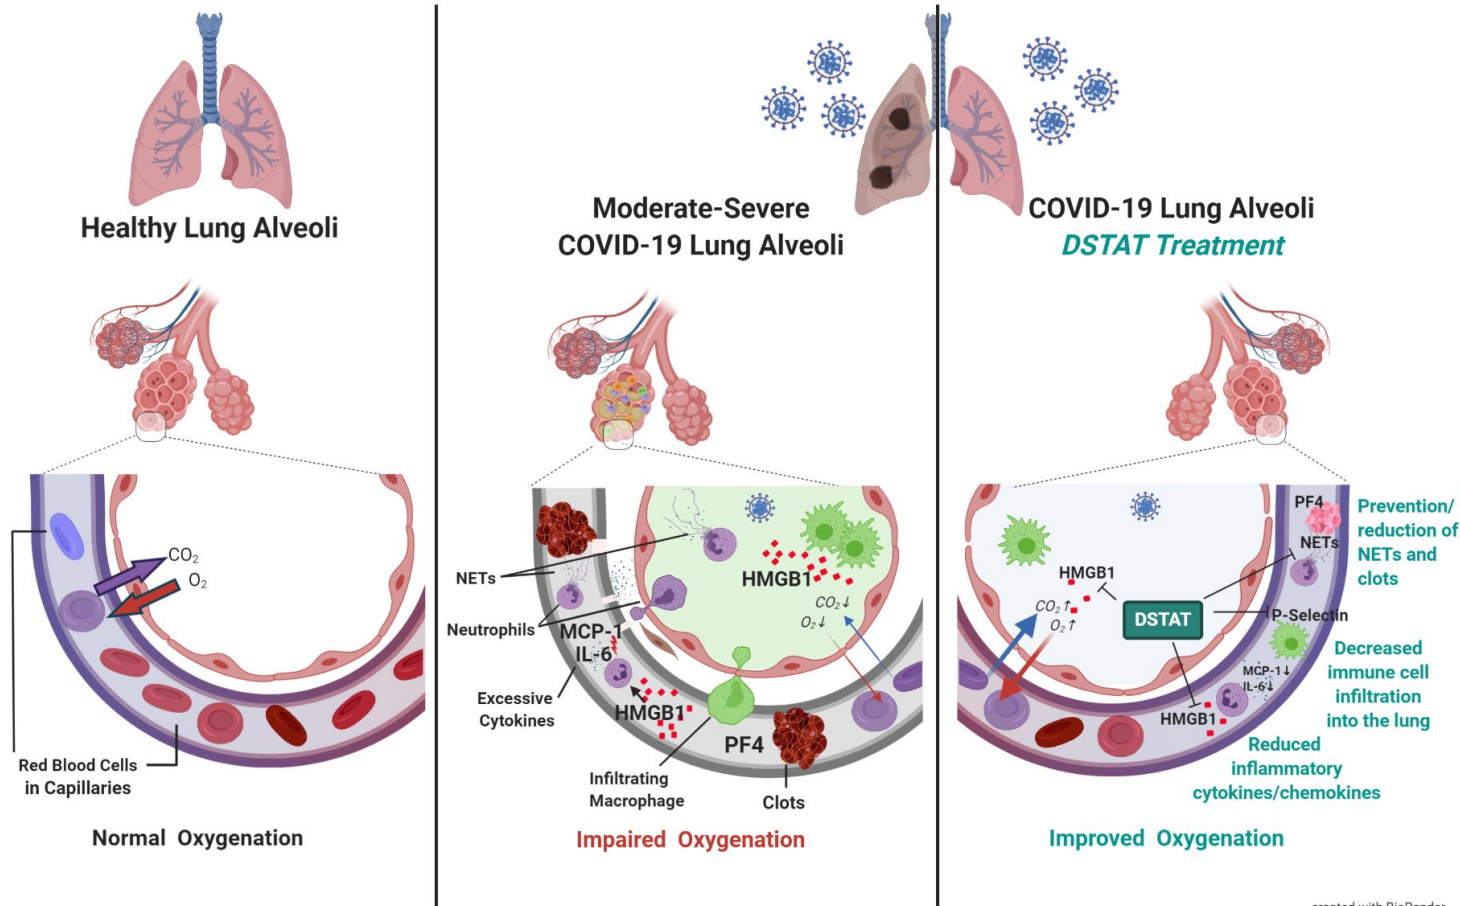 Healthy Lung Alveoli
CO₂
O₂
Red Blood Cells
in Capillaries
Normal Oxygenation
Moderate-Severe
COVID-19 Lung Alveoli
NETs
Neutrophils
MCP-1
IL-6
Excessive
Cytokines
HMGB1
HMGB1
CO₂↓
O₂↓
PF4
Infiltrating
Macrophage
Clots
Impaired Oxygenation
COVID-19 Lung Alveoli
DSTAT Treatment
PF4
NETs
HMGB1
CO₂↑
O₂↑
DSTAT
P-Selectin
MCP-1↓
IL-6↓
HMGB1
Prevention/
reduction of
NETs and
clots
Decreased
immune cell
infiltration
into the lung
Reduced
inflammatory
cytokines/chemokines
Improved Oxygenation
created with BioRender